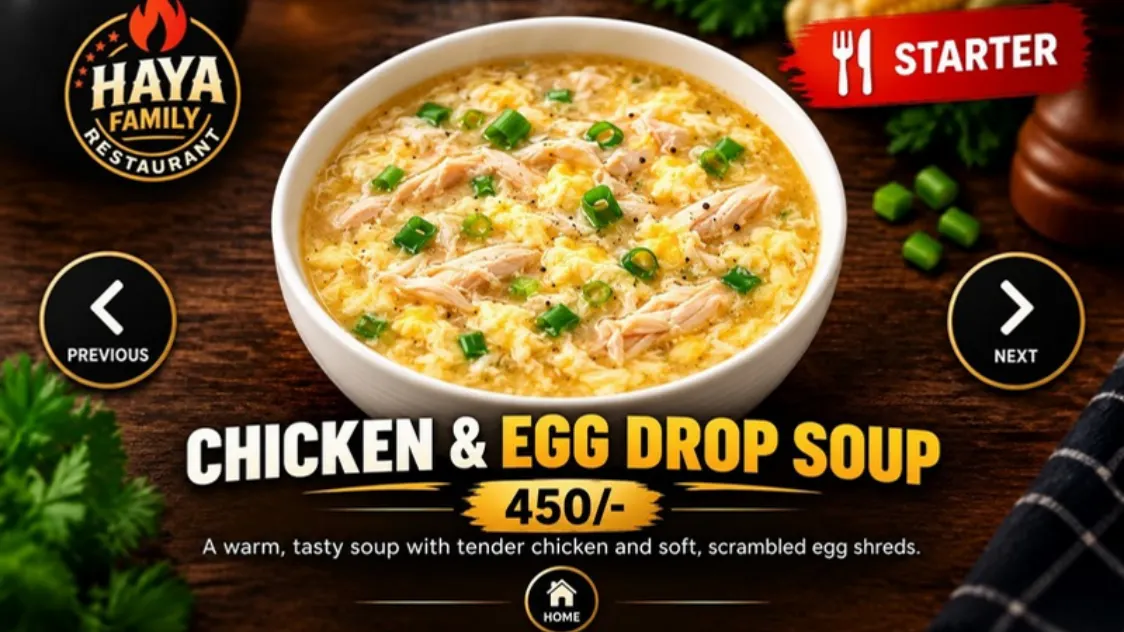 HAYA
FAMILY
RESTAURANT
STARTER
PREVIOUS
NEXT
CHICKEN & EGG DROP SOUP
450/-
A warm, tasty soup with tender chicken and soft, scrambled egg shreds.
HOME